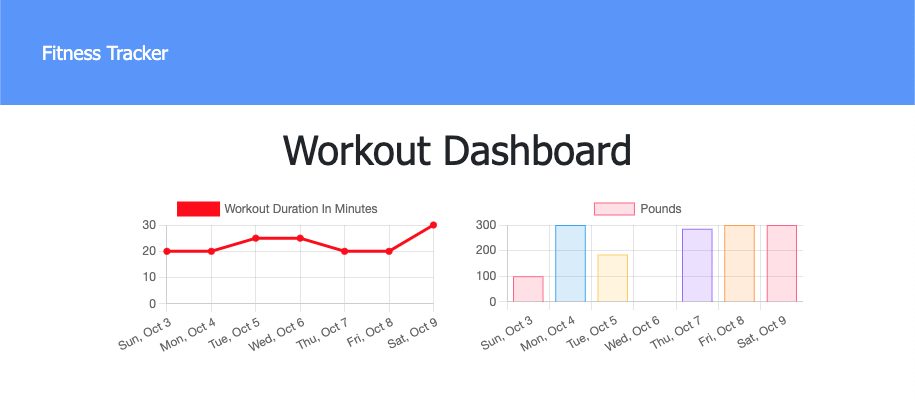 Fitness Tracker
Workout Dashboard
Workout Duration In Minutes
30
20
10
0
Sun, Oct 3
Mon, Oct 4
Tue, Oct 5
Wed, Oct 6
Thu, Oct 7
Fri, Oct 8
Sat, Oct 9
Pounds
300
200
100
0
Sun, Oct 3
Mon, Oct 4
Tue, Oct 5
Wed, Oct 6
Thu, Oct 7
Fri, Oct 8
Sat, Oct 9